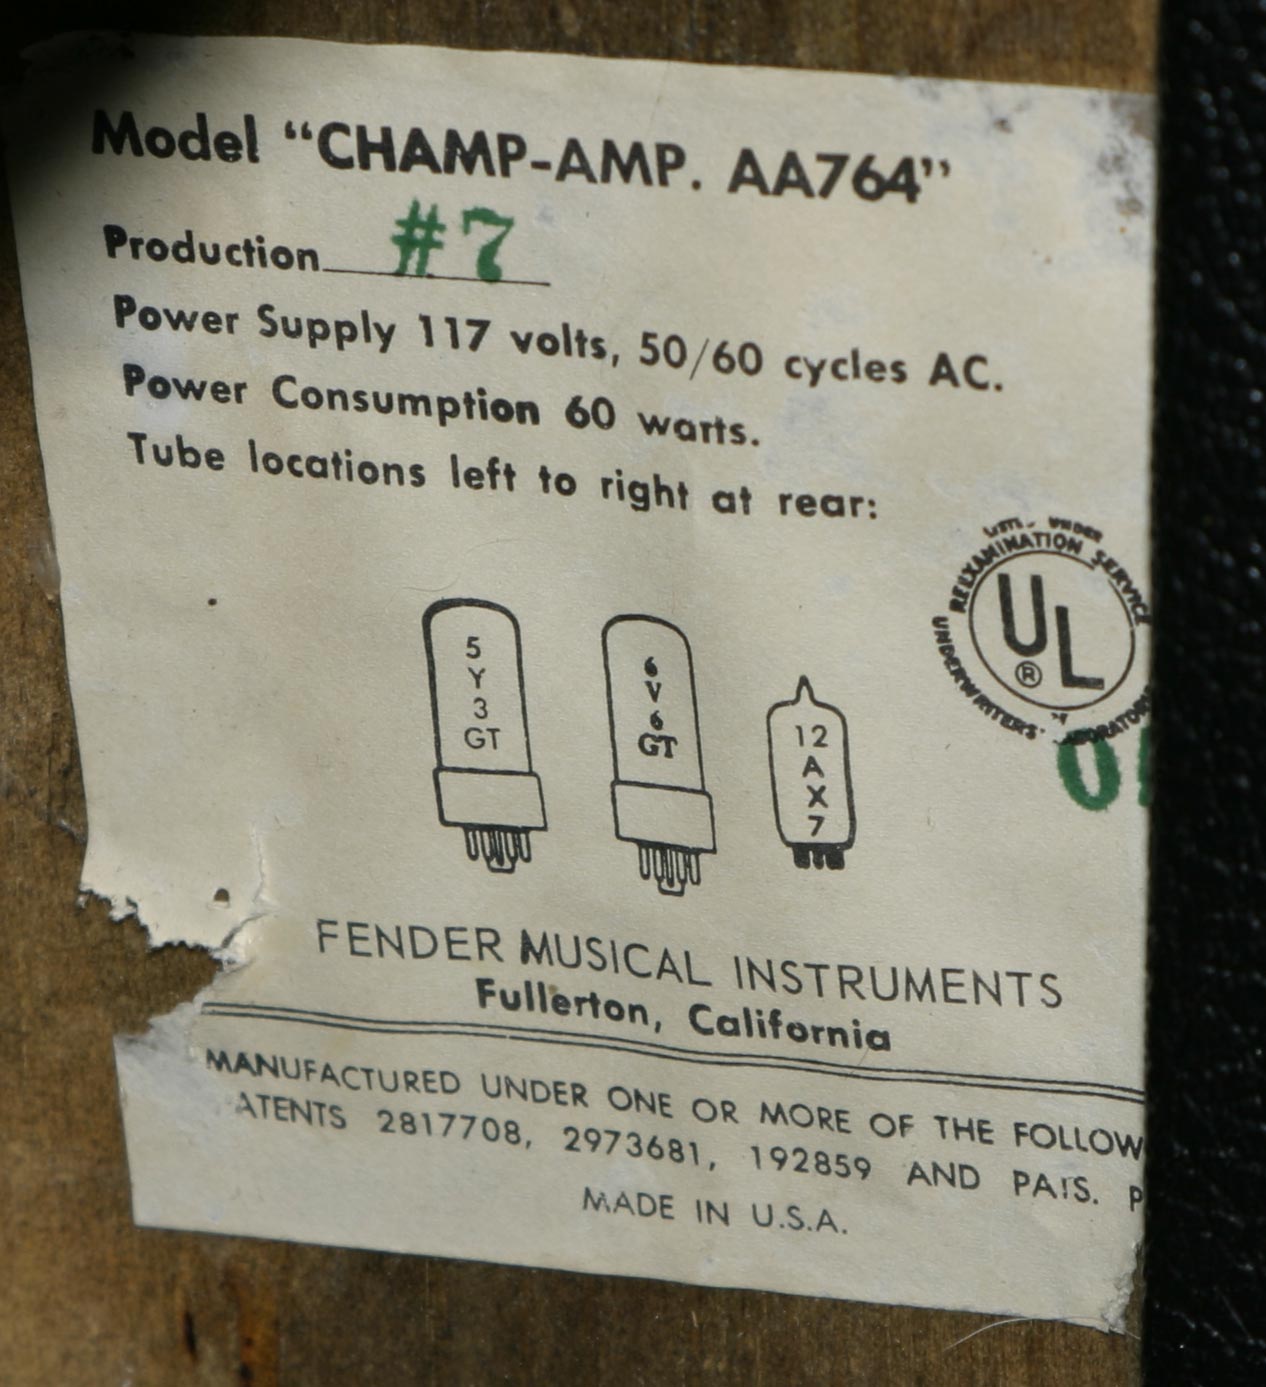 Model “CHAMP-AMP. AA764”
Production #7
Power Supply 117 volts, 50/60 cycles AC.
Power Consumption 60 warts.
Tube locations left to right at rear:
UNDER
REEXAMINATION SERVICE
UL
®
UNDERWRITERS'
5
Y
3
GT
6
V
6
GT
12
A
X
7
FENDER MUSICAL INSTRUMENTS
Fullerton, California
MANUFACTURED UNDER ONE OR MORE OF THE FOLLOW
ATENTS 2817708, 2973681, 192859 AND PATS. P
MADE IN U.S.A.